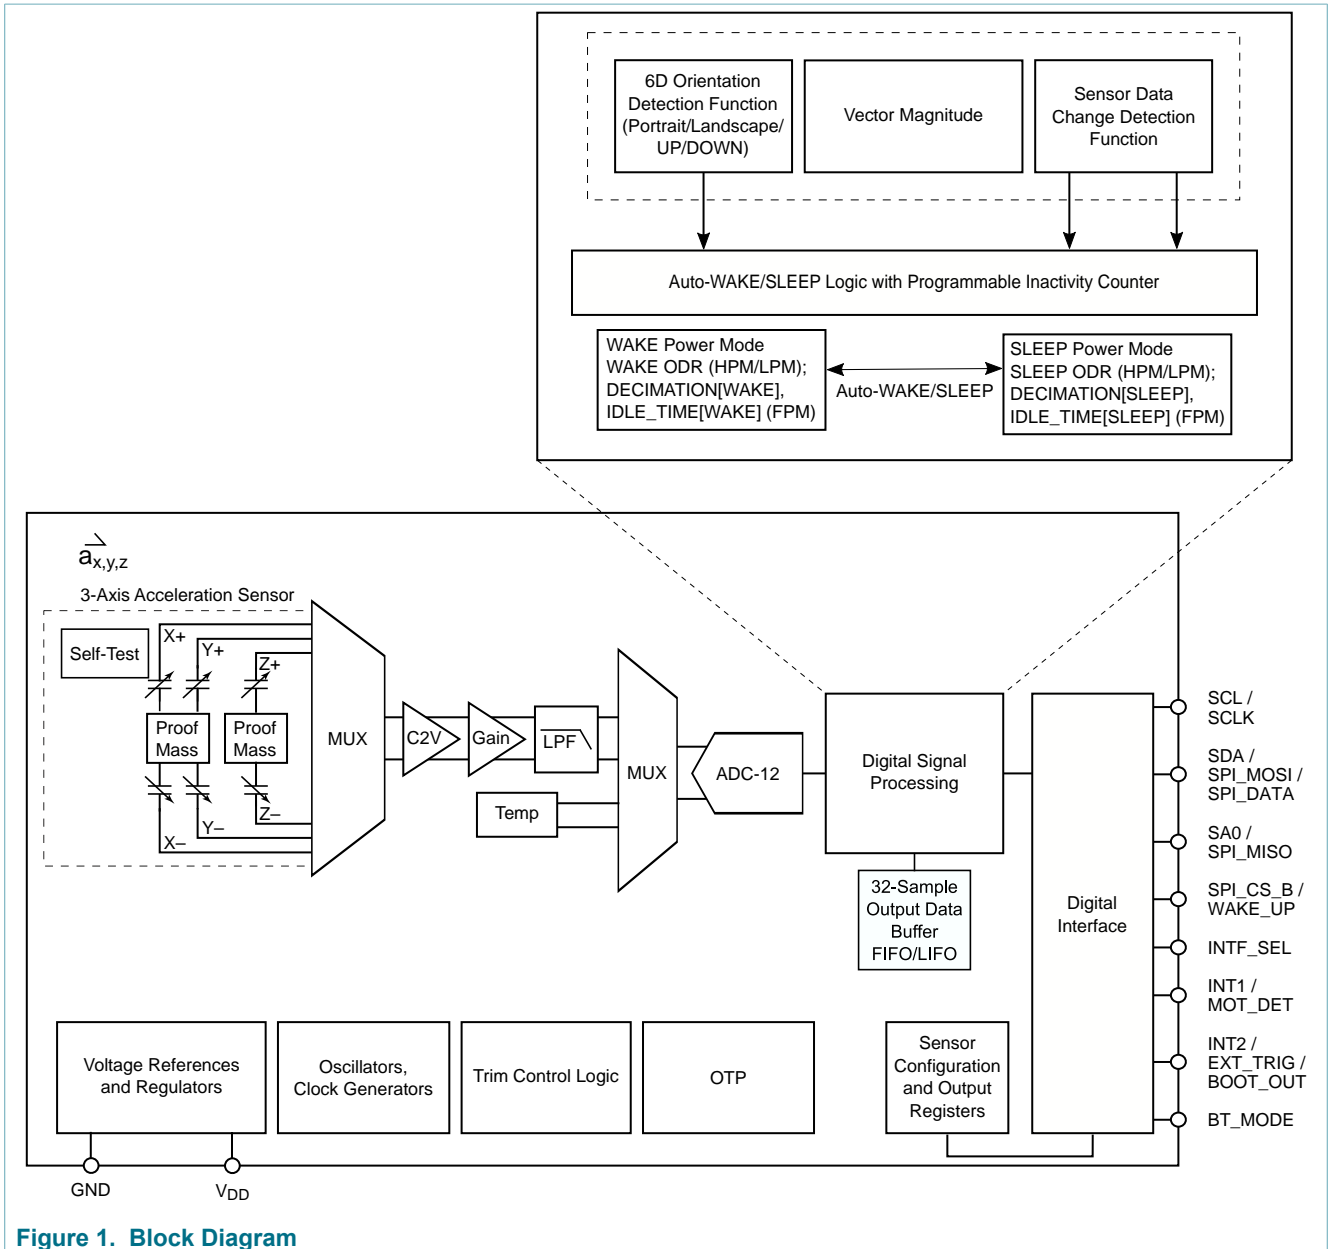 6D Orientation
Detection Function
(Portrait/Landscape/
UP/DOWN)
Vector Magnitude
Sensor Data
Change Detection
Function
Auto-WAKE/SLEEP Logic with Programmable Inactivity Counter
WAKE Power Mode
WAKE ODR (HPM/LPM);
DECIMATION[WAKE],
IDLE_TIME[WAKE] (FPM)
Auto-WAKE/SLEEP
SLEEP Power Mode
SLEEP ODR (HPM/LPM);
DECIMATION[SLEEP],
IDLE_TIME[SLEEP] (FPM)
ax,y,z
3-Axis Acceleration Sensor
Self-Test
X+
Y+
Z+
Proof
Mass
Proof
Mass
Z–
Y–
X–
MUX
C2V
Gain
LPF
Temp
MUX
ADC-12
Digital Signal
Processing
32-Sample
Output Data
Buffer
FIFO/LIFO
Digital
Interface
SCL /
SCLK
SDA /
SPI_MOSI /
SPI_DATA
SA0 /
SPI_MISO
SPI_CS_B /
WAKE_UP
INTF_SEL
INT1 /
MOT_DET
INT2 /
EXT_TRIG /
BOOT_OUT
BT_MODE
Voltage References
and Regulators
Oscillators,
Clock Generators
Trim Control Logic
OTP
Sensor
Configuration
and Output
Registers
GND
VDD
Figure 1. Block Diagram